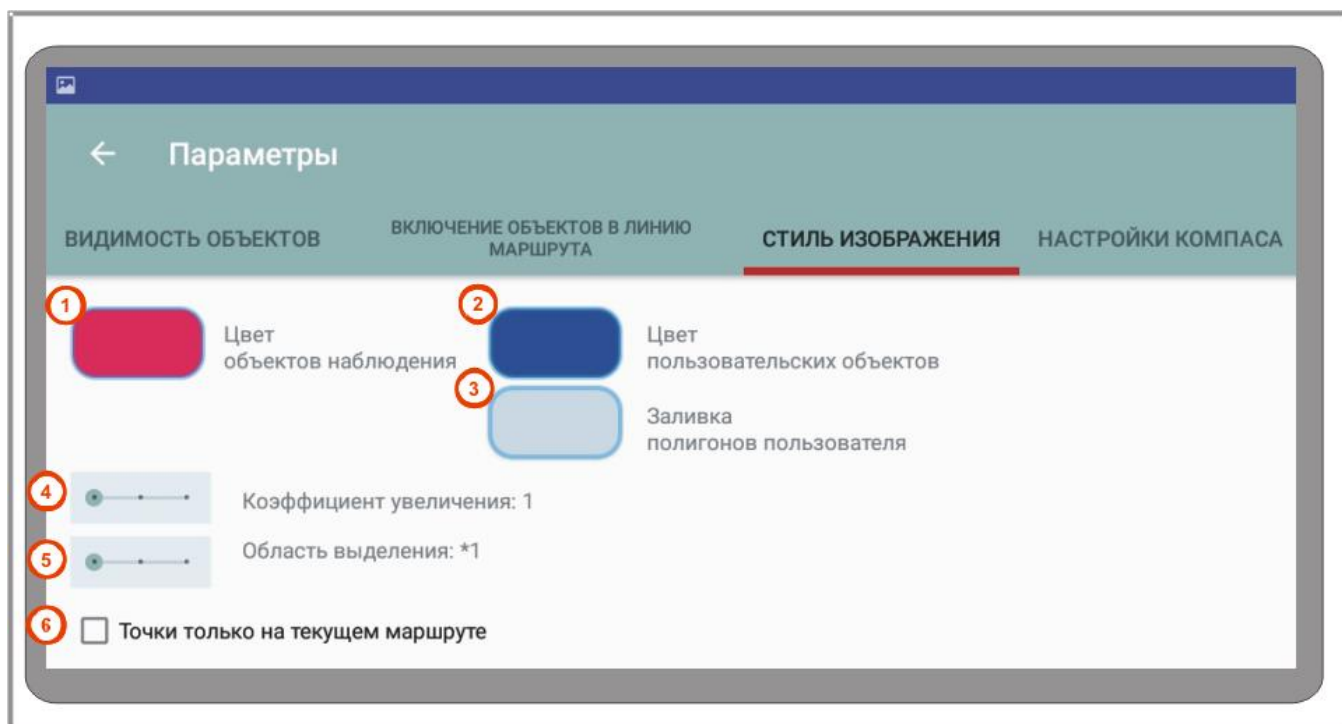 Параметры
ВИДИМОСТЬ ОБЪЕКТОВ
ВКЛЮЧЕНИЕ ОБЪЕКТОВ В ЛИНИЮ
МАРШРУТА
СТИЛЬ ИЗОБРАЖЕНИЯ
НАСТРОЙКИ КОМПАСА
1
Цвет
объектов наблюдения
2
Цвет
пользовательских объектов
3
Заливка
полигонов пользователя
4
Коэффициент увеличения: 1
5
Область выделения: *1
6
Точки только на текущем маршруте